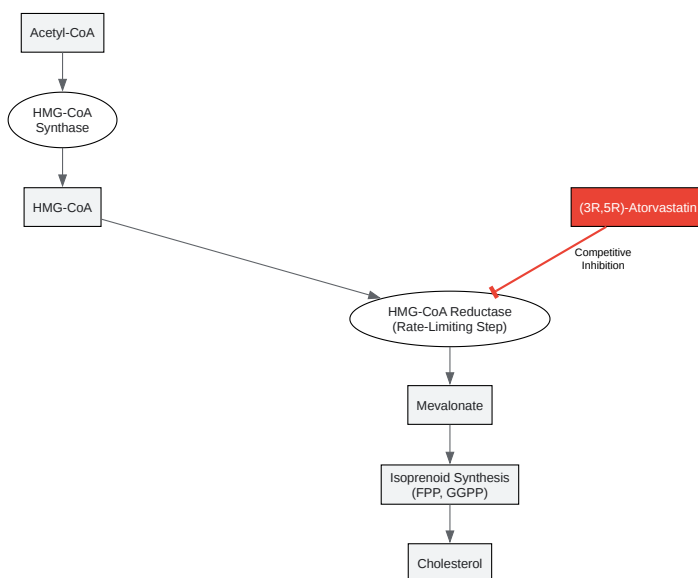 Acetyl-CoA
HMG-CoA
Synthase
HMG-CoA
(3R,5R)-Atorvastatin
Competitive
Inhibition
HMG-CoA Reductase
(Rate-Limiting Step)
Mevalonate
Isoprenoid Synthesis
(FPP, GGPP)
Cholesterol